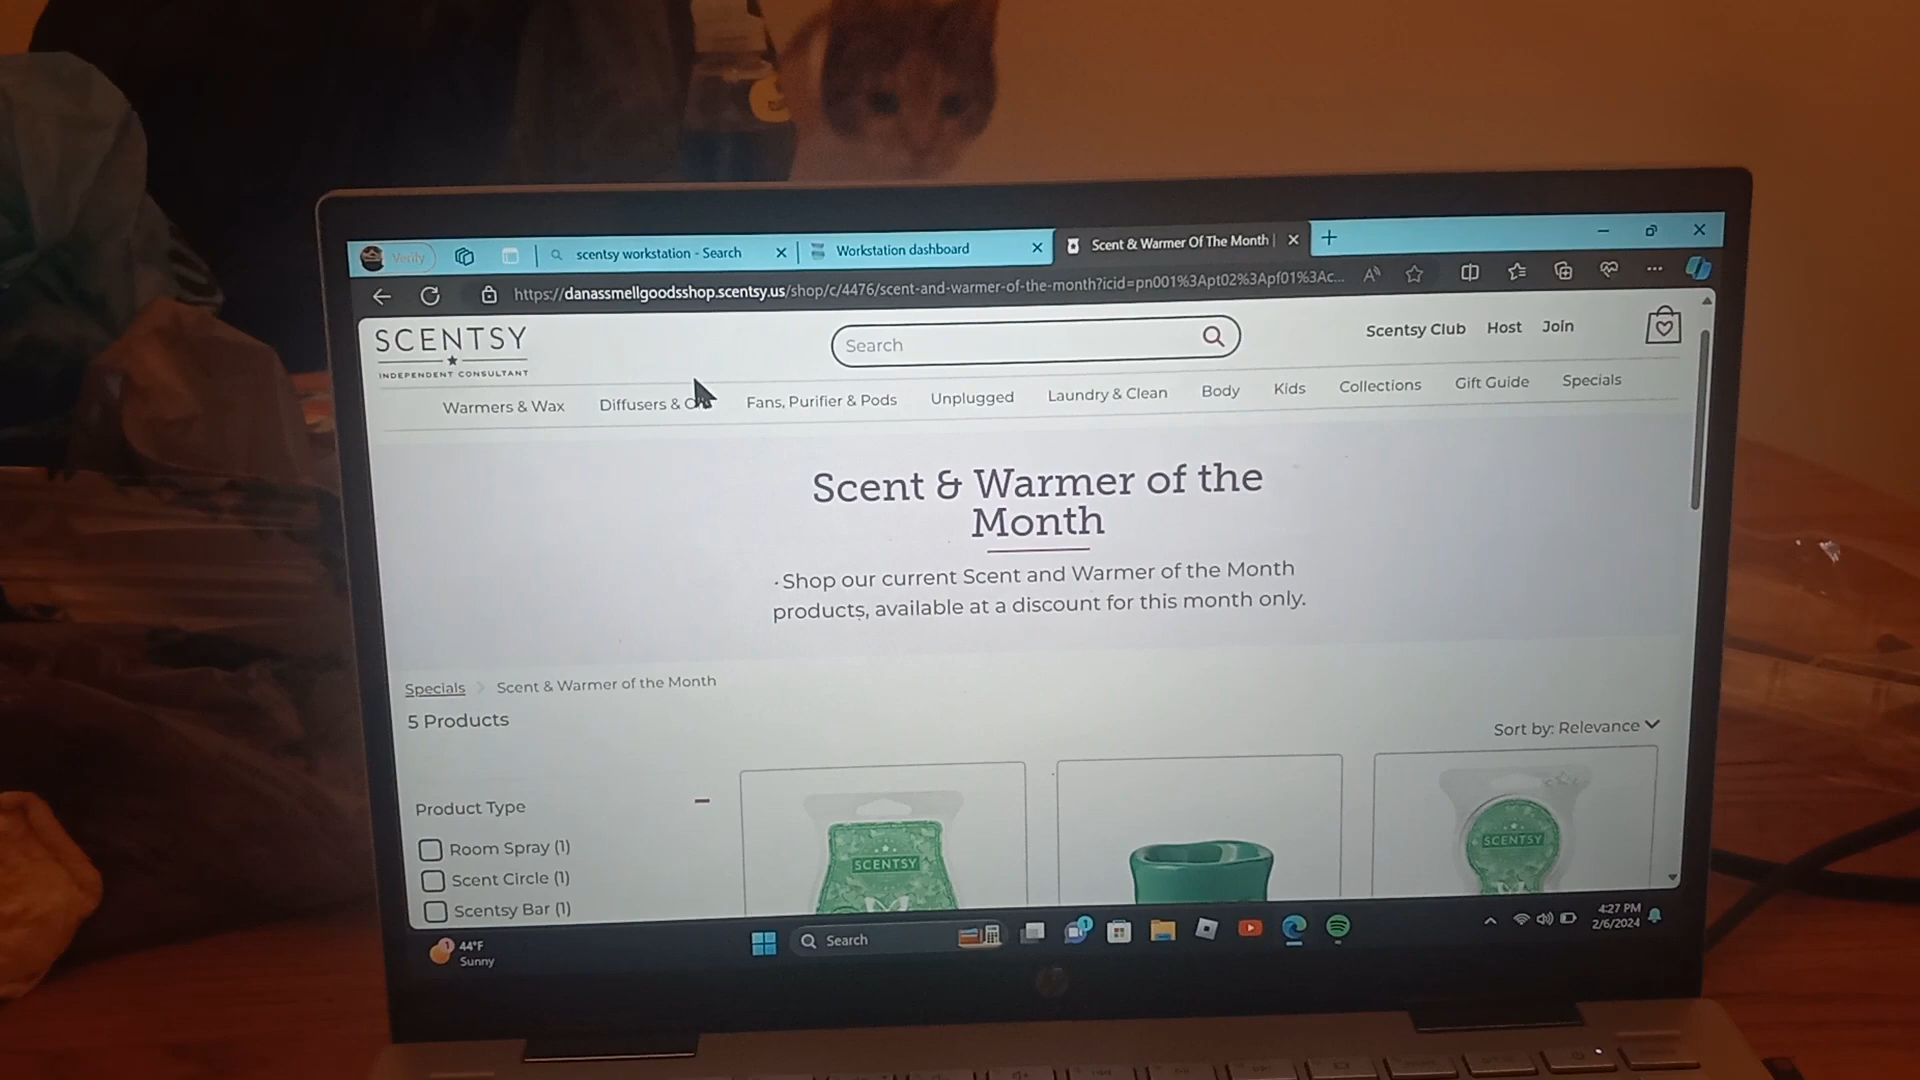 Verify
scentsy workstation - Search
Workstation dashboard
Scent & Warmer Of The Month |
https://danassmellgoodsshop.scentsy.us/shop/c/4476/scent-and-warmer-of-the-month?icid=pn001%3Apt02%3Apf01%3Ac...
SCENTSY
INDEPENDENT CONSULTANT
Search
Scentsy Club
Host
Join
Warmers & Wax
Diffusers &
Fans, Purifier & Pods
Unplugged
Laundry & Clean
Body
Kids
Collections
Gift Guide
Specials
Scent & Warmer of the
Month
· Shop our current Scent and Warmer of the Month
products, available at a discount for this month only.
Specials
Scent & Warmer of the Month
5 Products
Sort by: Relevance
Product Type
Room Spray (1)
Scent Circle (1)
Scentsy Bar (1)
SCENTSY
SCENTSY
1
44°F
Sunny
Search
1
4:27 PM
2/6/2024